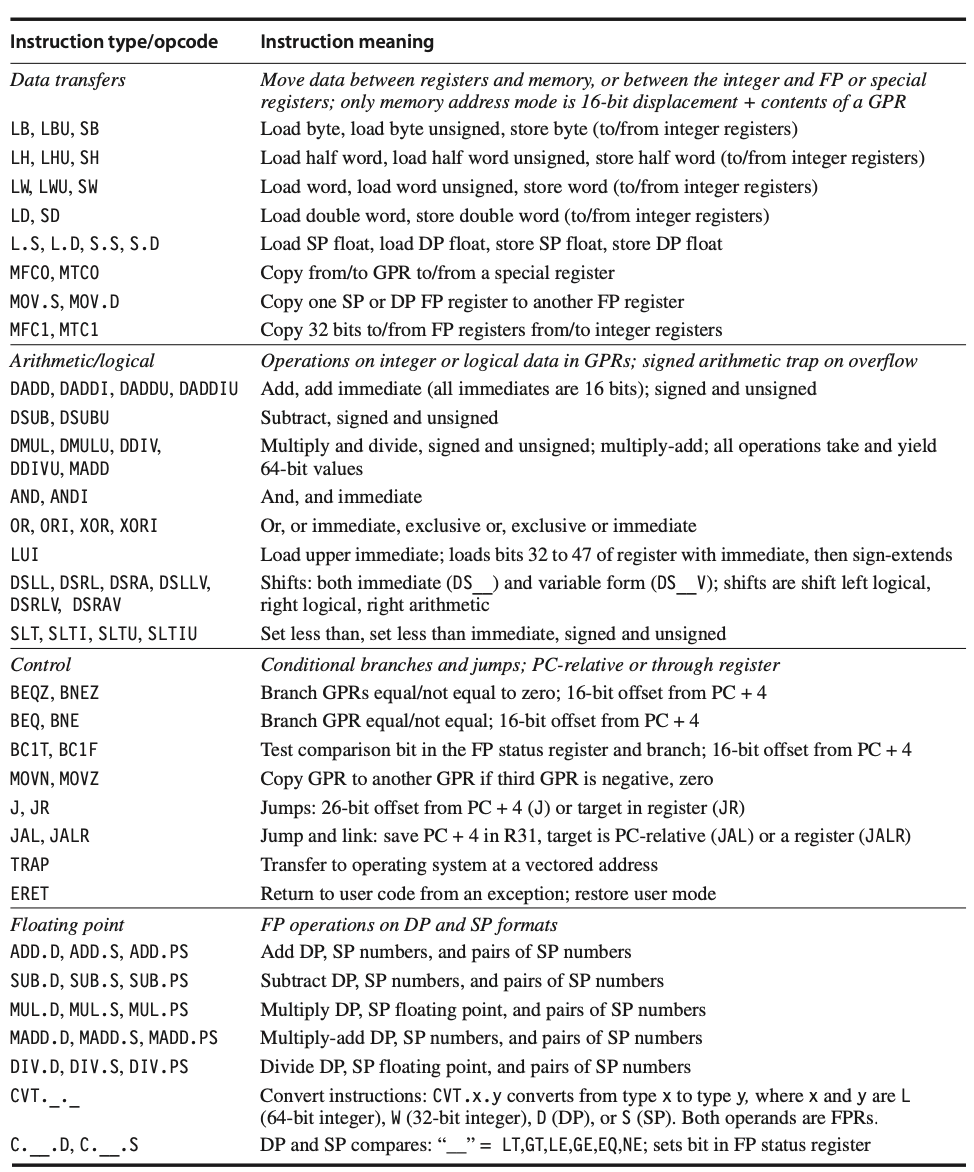 Instruction type/opcode Instruction meaning
Data transfers Move data between registers and memory, or between the integer and FP or special
registers; only memory address mode is 16-bit displacement + contents of a GPR
LB, LBU, SB Load byte, load byte unsigned, store byte (to/from integer registers)
LH, LHU, SH Load half word, load half word unsigned, store half word (to/from integer registers)
LW, LWU, SW Load word, load word unsigned, store word (to/from integer registers)
LD, SD Load double word, store double word (to/from integer registers)
L.S, L.D, S.S, S.D Load SP float, load DP float, store SP float, store DP float
MFC0, MTC0 Copy from/to GPR to/from a special register
MOV.S, MOV.D Copy one SP or DP FP register to another FP register
MFC1, MTC1 Copy 32 bits to/from FP registers from/to integer registers
Arithmetic/logical Operations on integer or logical data in GPRs; signed arithmetic trap on overflow
DADD, DADDI, DADDU, DADDIU Add, add immediate (all immediates are 16 bits); signed and unsigned
DSUB, DSUBU Subtract, signed and unsigned
DMUL, DMULU, DDIV, Multiply and divide, signed and unsigned; multiply-add; all operations take and yield
DDIVU, MADD 64-bit values
AND, ANDI And, and immediate
OR, ORI, XOR, XORI Or, or immediate, exclusive or, exclusive or immediate
LUI Load upper immediate; loads bits 32 to 47 of register with immediate, then sign-extends
DSLL, DSRL, DSRA, DSLLV, Shifts: both immediate (DS__) and variable form (DS__V); shifts are shift left logical,
DSRLV, DSRAV right logical, right arithmetic
SLT, SLTI, SLTU, SLTIU Set less than, set less than immediate, signed and unsigned
Control Conditional branches and jumps; PC-relative or through register
BEQZ, BNEZ Branch GPRs equal/not equal to zero; 16-bit offset from PC + 4
BEQ, BNE Branch GPR equal/not equal; 16-bit offset from PC + 4
BC1T, BC1F Test comparison bit in the FP status register and branch; 16-bit offset from PC + 4
MOVN, MOVZ Copy GPR to another GPR if third GPR is negative, zero
J, JR Jumps: 26-bit offset from PC + 4 (J) or target in register (JR)
JAL, JALR Jump and link: save PC + 4 in R31, target is PC-relative (JAL) or a register (JALR)
TRAP Transfer to operating system at a vectored address
ERET Return to user code from an exception; restore user mode
Floating point FP operations on DP and SP formats
ADD.D, ADD.S, ADD.PS Add DP, SP numbers, and pairs of SP numbers
SUB.D, SUB.S, SUB.PS Subtract DP, SP numbers, and pairs of SP numbers
MUL.D, MUL.S, MUL.PS Multiply DP, SP floating point, and pairs of SP numbers
MADD.D, MADD.S, MADD.PS Multiply-add DP, SP numbers, and pairs of SP numbers
DIV.D, DIV.S, DIV.PS Divide DP, SP floating point, and pairs of SP numbers
CVT._._ Convert instructions: CVT.x.y converts from type x to type y, where x and y are L
(64-bit integer), W (32-bit integer), D (DP), or S (SP). Both operands are FPRs.
C.__.D, C.__.S DP and SP compares: “__” = LT,GT,LE,GE,EQ,NE; sets bit in FP status register